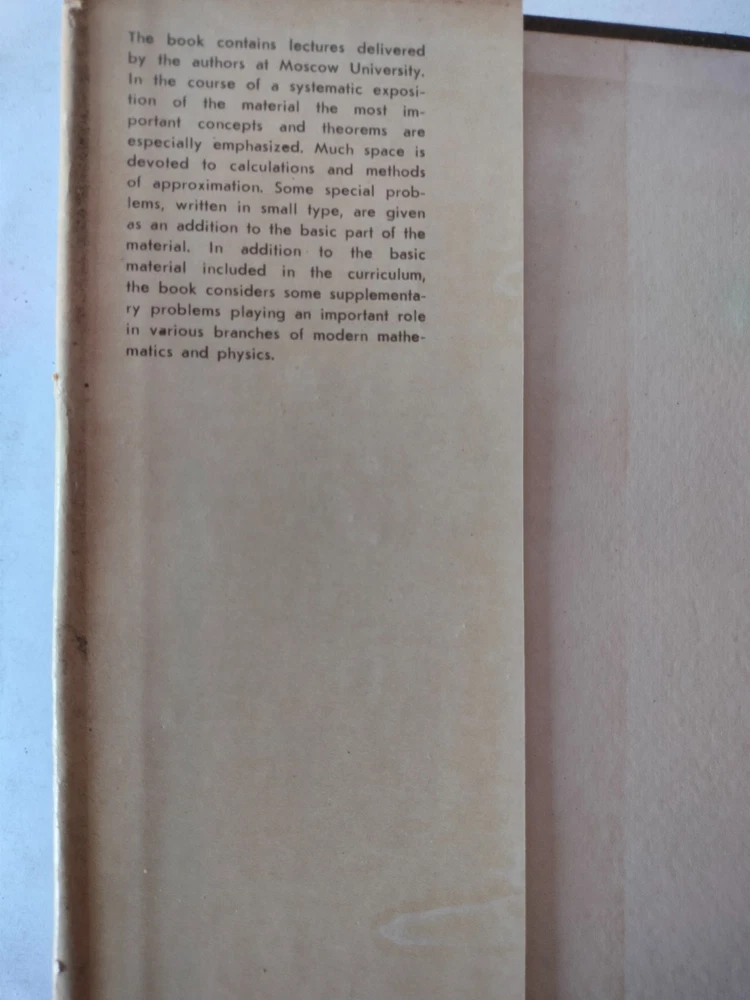 The book contains lectures delivered
by the authors at Moscow University.
In the course of a systematic exposi-
tion of the material the most im-
portant concepts and theorems are
especially emphasized. Much space is
devoted to calculations and methods
of approximation. Some special prob-
lems, written in small type, are given
as an addition to the basic part of the
material. In addition to the basic
material included in the curriculum,
the book considers some supplementa-
ry problems playing an important role
in various branches of modern mathe-
matics and physics.